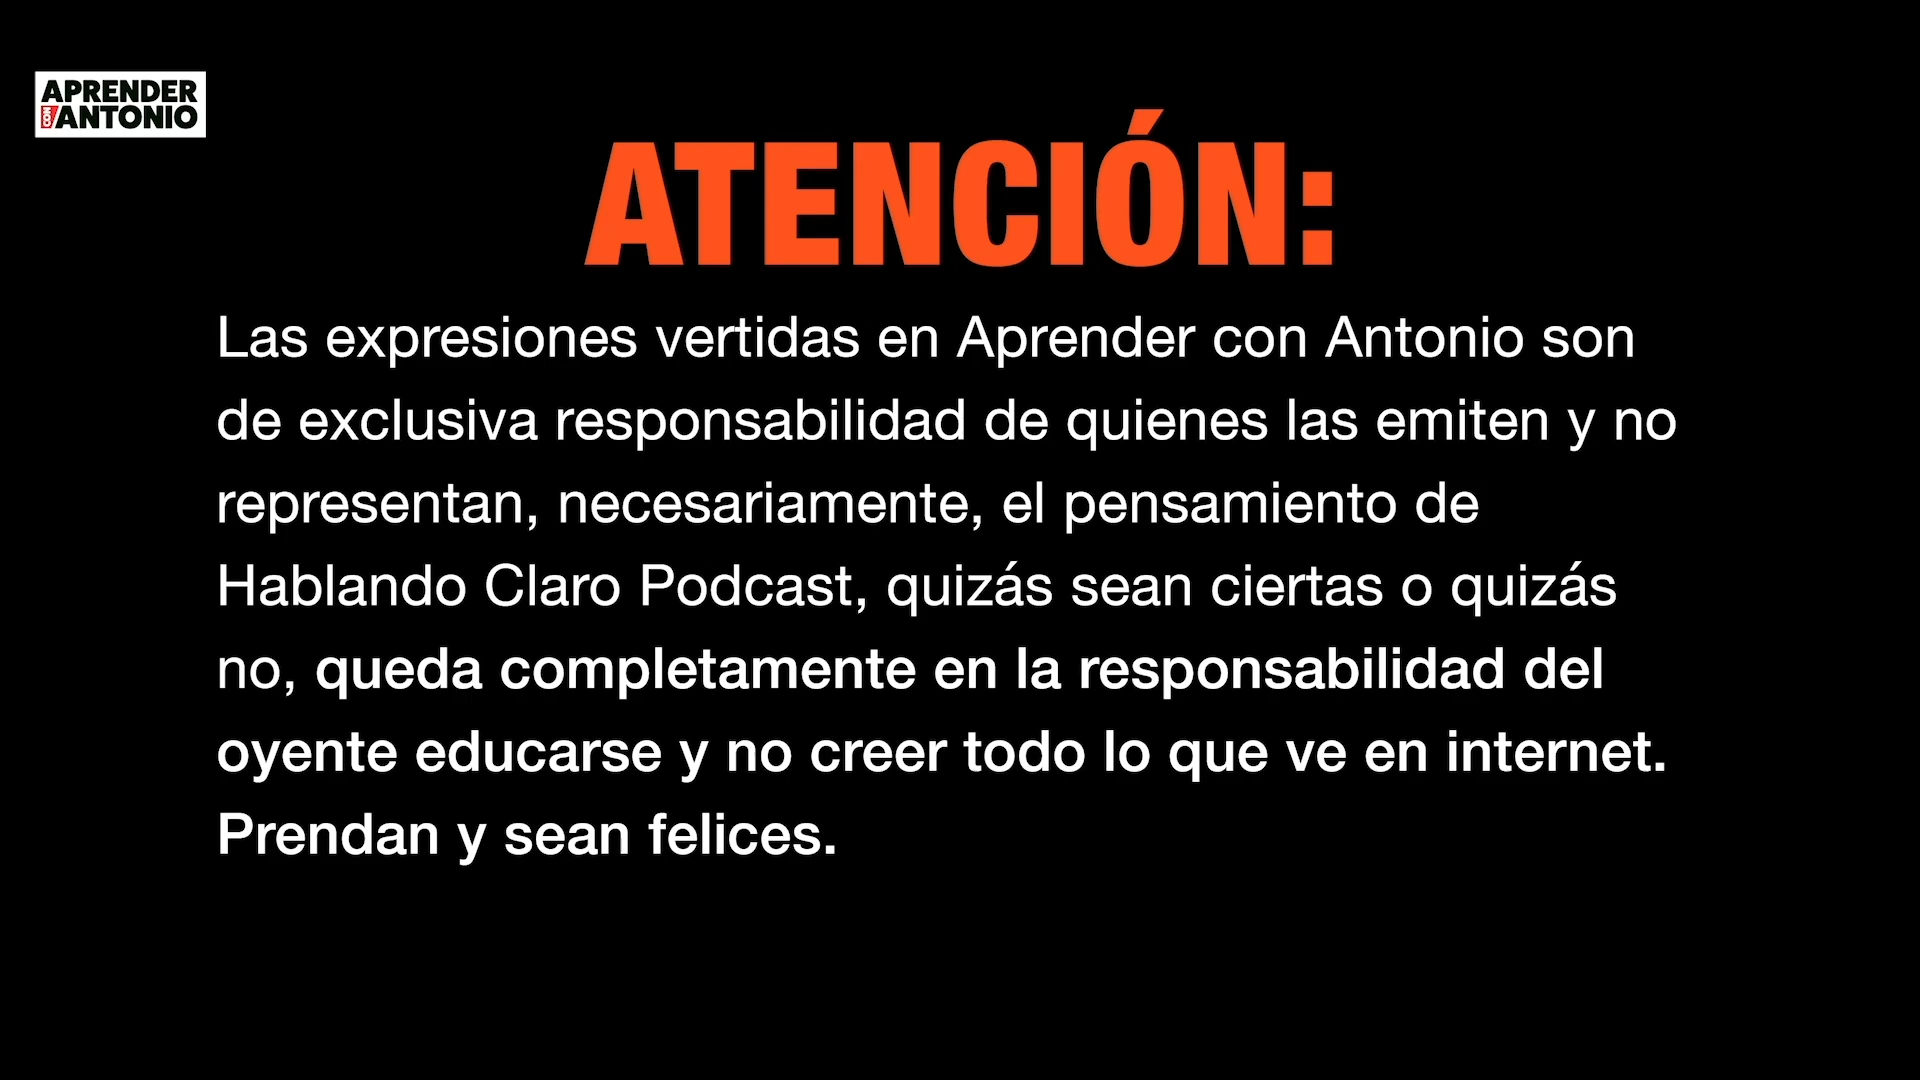 APRENDER
CON ANTONIO
ATENCIÓN:
Las expresiones vertidas en Aprender con Antonio son
de exclusiva responsabilidad de quienes las emiten y no
representan, necesariamente, el pensamiento de
Hablando Claro Podcast, quizás sean ciertas o quizás
no, queda completamente en la responsabilidad del
oyente educarse y no creer todo lo que ve en internet.
Prendan y sean felices.